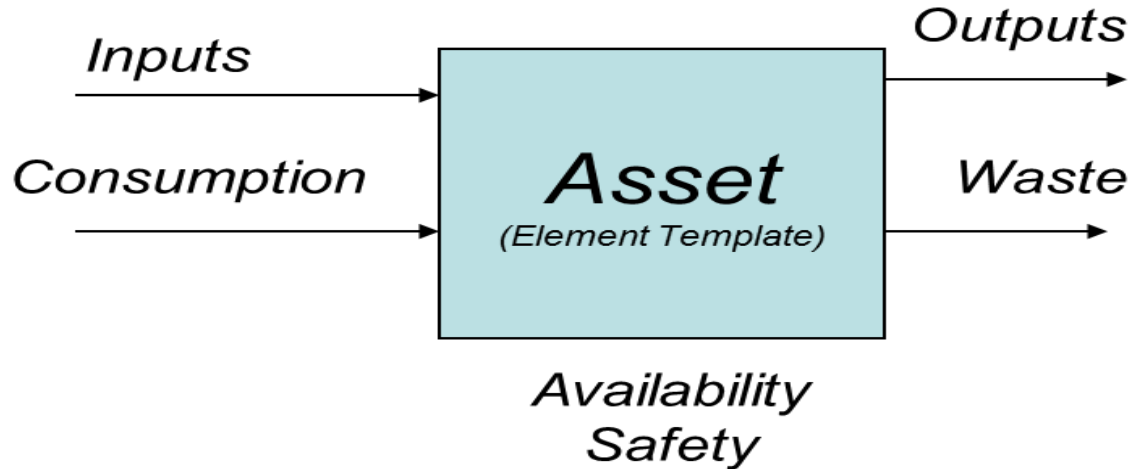 Inputs
Outputs
Consumption
Waste
Asset
(Element Template)
Availability
Safety